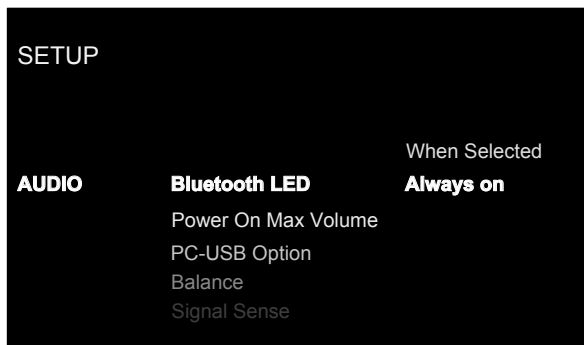 SETUP
When Selected
AUDIO Bluetooth LED Always on
Power On Max Volume
PC-USB Option
Balance
Signal Sense